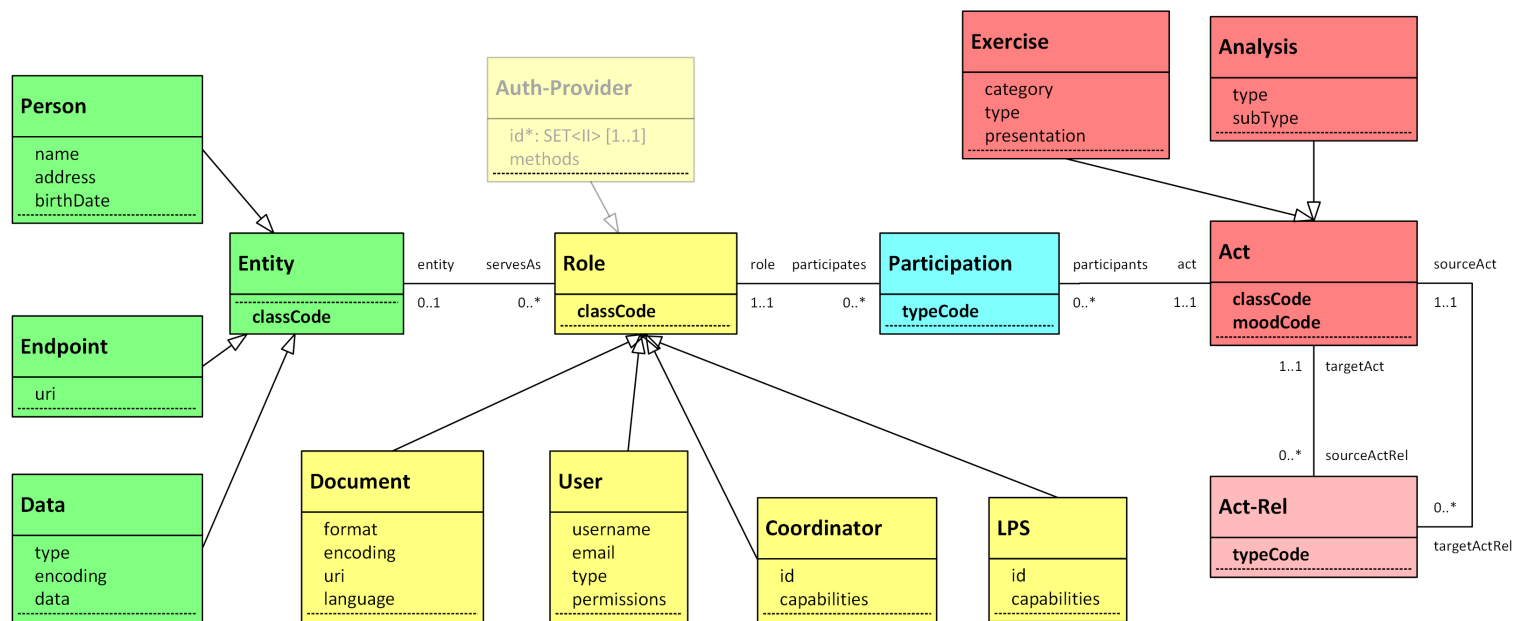 Person
name
address
birthDate
Auth-Provider
id*: SET<II> [1..1]
methods
Exercise
category
type
presentation
Analysis
type
subType
Entity
classCode
entity
servesAs
0..1
0..*
Role
classCode
role
participates
1..1
0..*
Participation
typeCode
participants
act
0..*
1..1
Act
classCode
moodCode
sourceAct
1..1
Endpoint
uri
1..1
targetAct
0..*
sourceActRel
Data
type
encoding
data
Document
format
encoding
uri
language
User
username
email
type
permissions
Coordinator
id
capabilities
LPS
id
capabilities
Act-Rel
typeCode
0..*
targetActRel